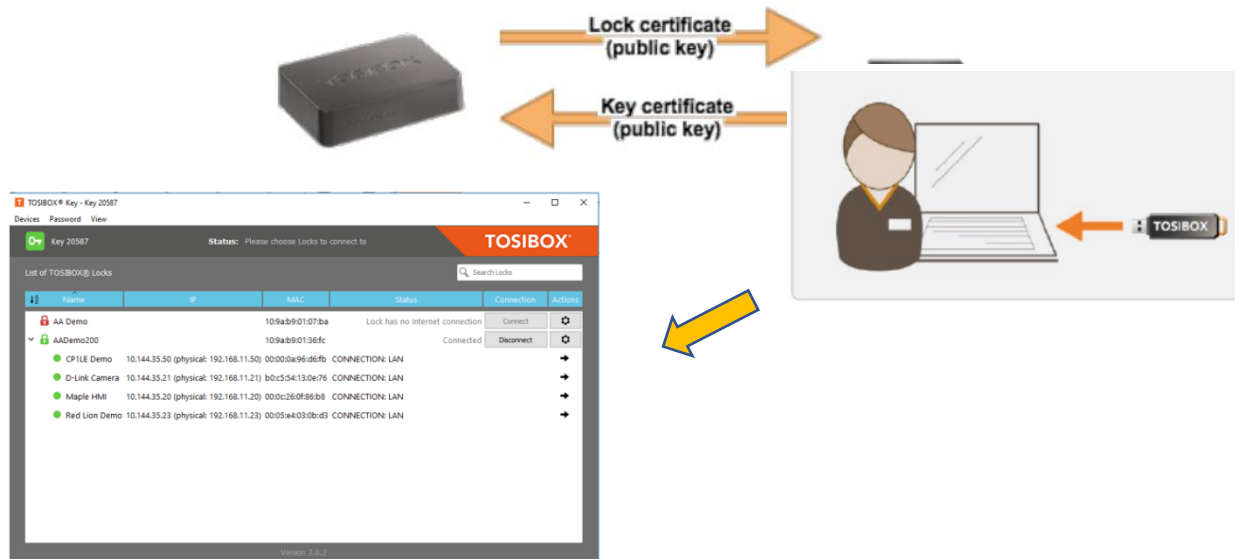 Lock certificate
(public key)
TOSIBOX
Key certificate
(public key)
TOSIBOX
TOSIBOX® Key - Key 20587
Devices Password View
Key 20587 Status: Please choose Locks to connect to TOSIBOX®
List of TOSIBOX® Locks Search Locks
Name IP MAC Status Connection Actions
AA Demo 10:9a:b9:01:07:ba Lock has no Internet connection Connect
AADemo200 10:9a:b9:01:36:fc Connected Disconnect
CP1LE Demo 10.144.35.50 (physical: 192.168.11.50) 00:00:0a:96:d6:fb CONNECTION: LAN
D-Link Camera 10.144.35.21 (physical: 192.168.11.21) b0:c5:54:13:0e:76 CONNECTION: LAN
Maple HMI 10.144.35.20 (physical: 192.168.11.20) 00:0c:26:0f:86:b8 CONNECTION: LAN
Red Lion Demo 10.144.35.23 (physical: 192.168.11.23) 00:05:e4:03:0b:d3 CONNECTION: LAN
Version 3.0.2